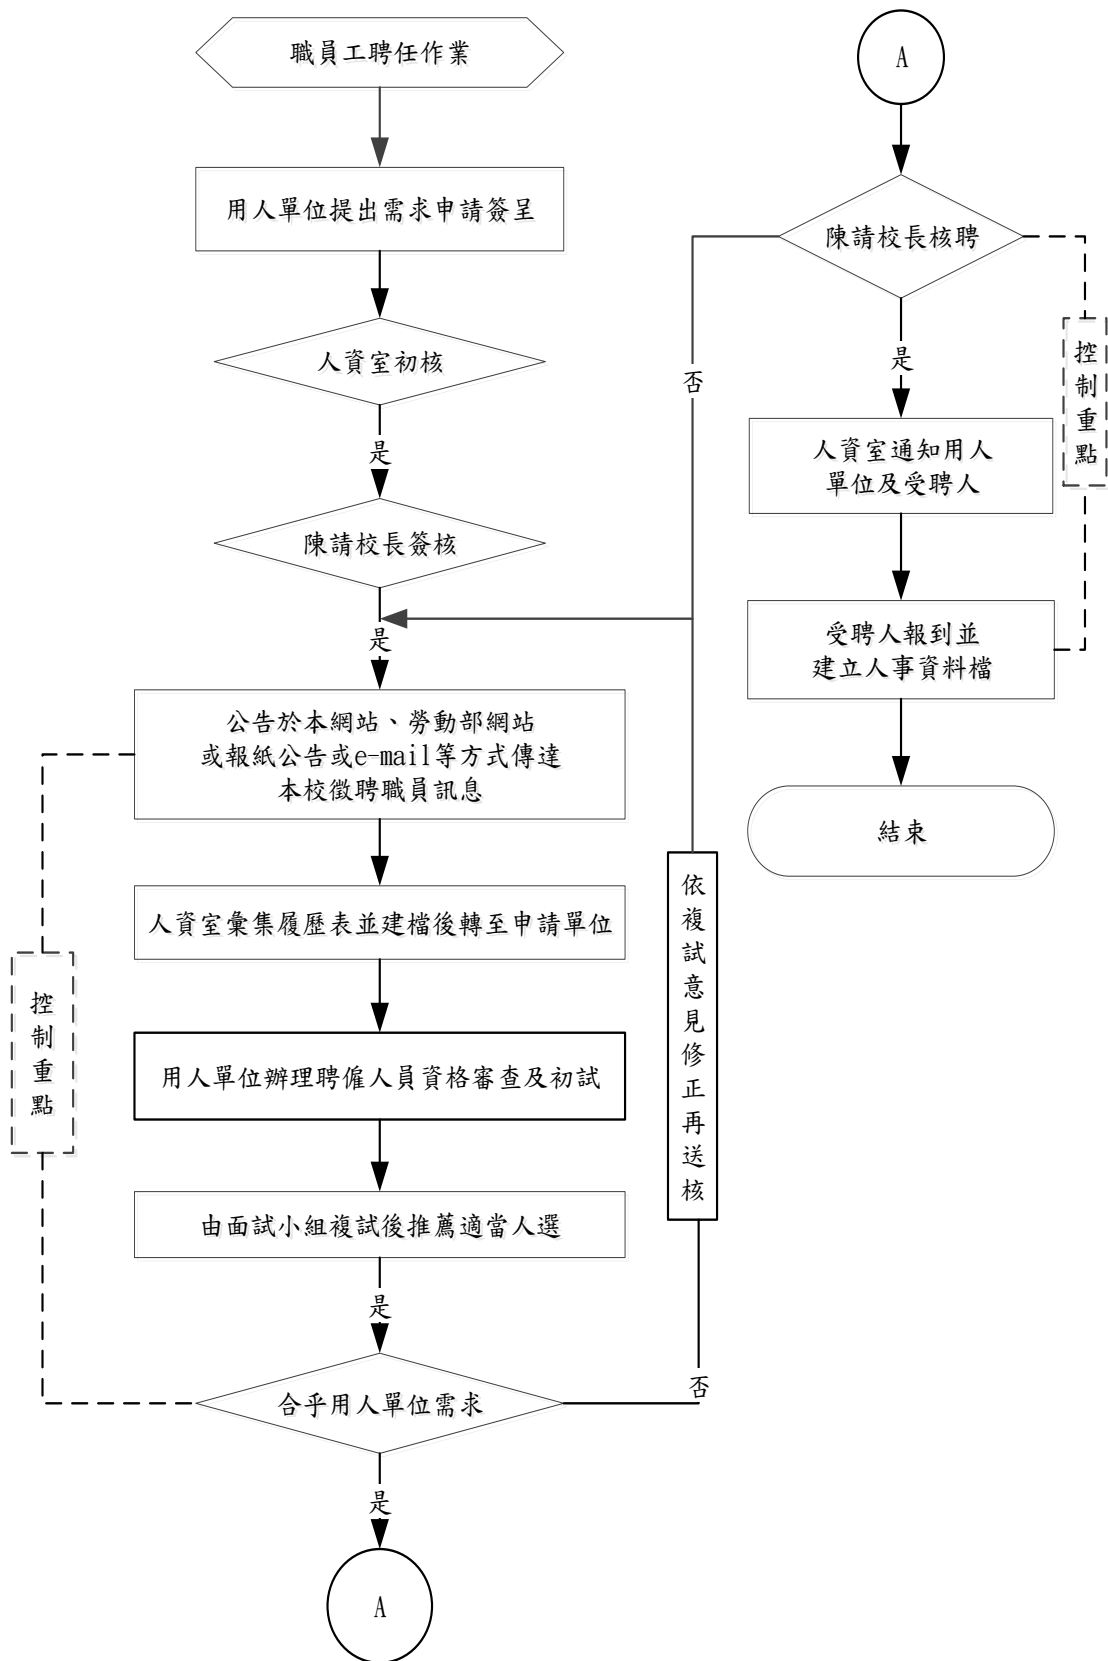 職員工聘任作業
用人單位提出需求申請簽呈
人資室初核
是
陳請校長簽核
是
公告於本網站、勞動部網站
或報紙公告或e-mail等方式傳達
本校徵聘職員訊息
人資室彙集履歷表並建檔後轉至申請單位
用人單位辦理聘僱人員資格審查及初試
由面試小組複試後推薦適當人選
是
合乎用人單位需求
是
A
控制重點
否
依複試意見修正再送核
A
陳請校長核聘
否
是
人資室通知用人
單位及受聘人
受聘人報到並
建立人事資料檔
結束
控制重點